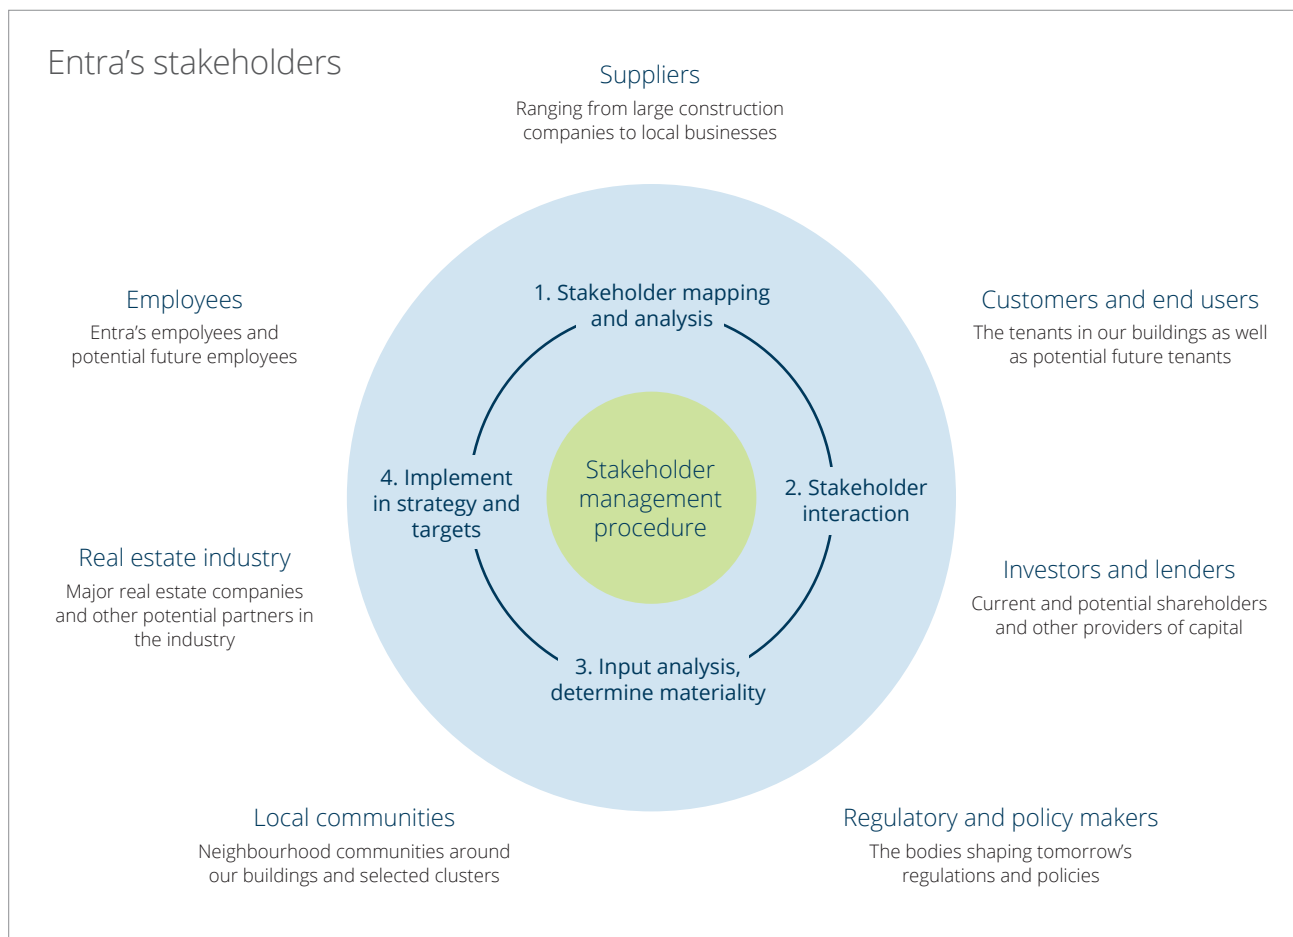 Entra’s stakeholders
Suppliers
Ranging from large construction
companies to local businesses
Employees
Entra’s empolyees and
potential future employees
Customers and end users
The tenants in our buildings as well
as potential future tenants
1. Stakeholder mapping
and analysis
Stakeholder
management
procedure
2. Stakeholder
interaction
3. Input analysis,
determine materiality
4. Implement
in strategy and
targets
Real estate industry
Major real estate companies
and other potential partners in
the industry
Investors and lenders
Current and potential shareholders
and other providers of capital
Local communities
Neighbourhood communities around
our buildings and selected clusters
Regulatory and policy makers
The bodies shaping tomorrow’s
regulations and policies